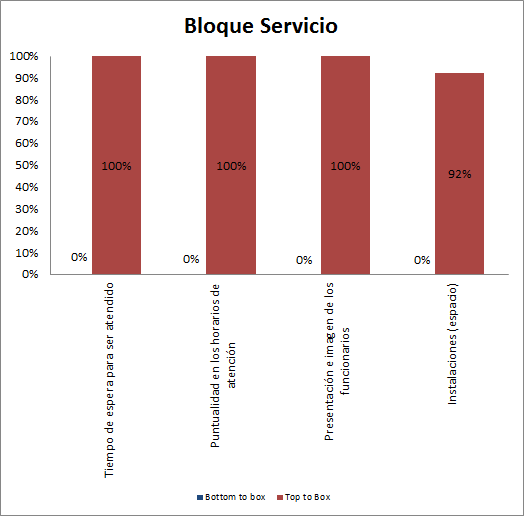 Bloque Servicio
100%
90%
80%
70%
60%
50%
40%
30%
20%
10%
0%
0%
100%
0%
100%
0%
100%
0%
92%
Tiempo de espera para ser atendido
Puntualidad en los horarios de
atención
Presentación e imagen de los
funcionarios
Instalaciones (espacio)
Bottom to box
Top to Box